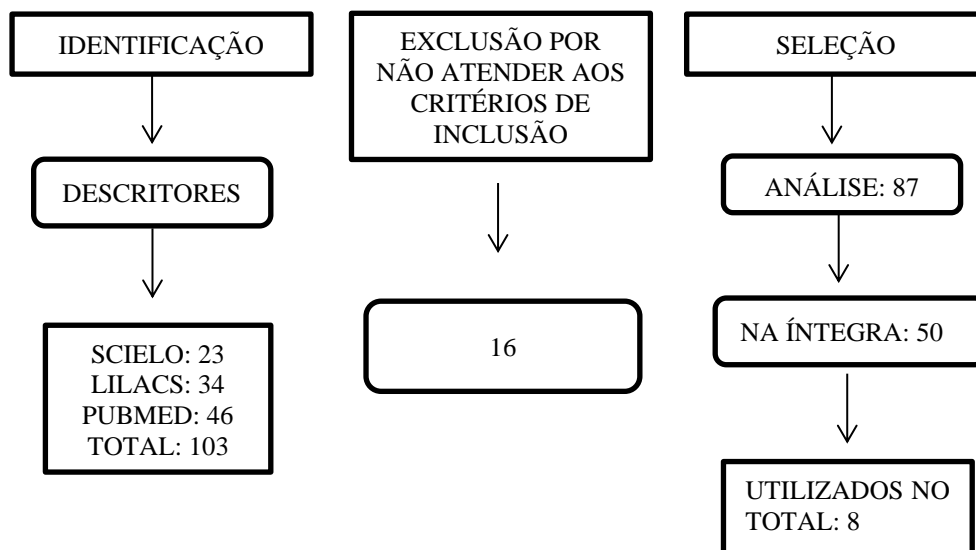 IDENTIFICAÇÃO
DESCRITORES
SCIELO: 23
LILACS: 34
PUBMED: 46
TOTAL: 103
EXCLUSÃO POR
NÃO ATENDER AOS
CRITÉRIOS DE
INCLUSÃO
16
SELEÇÃO
ANÁLISE: 87
NA ÍNTEGRA: 50
UTILIZADOS NO
TOTAL: 8